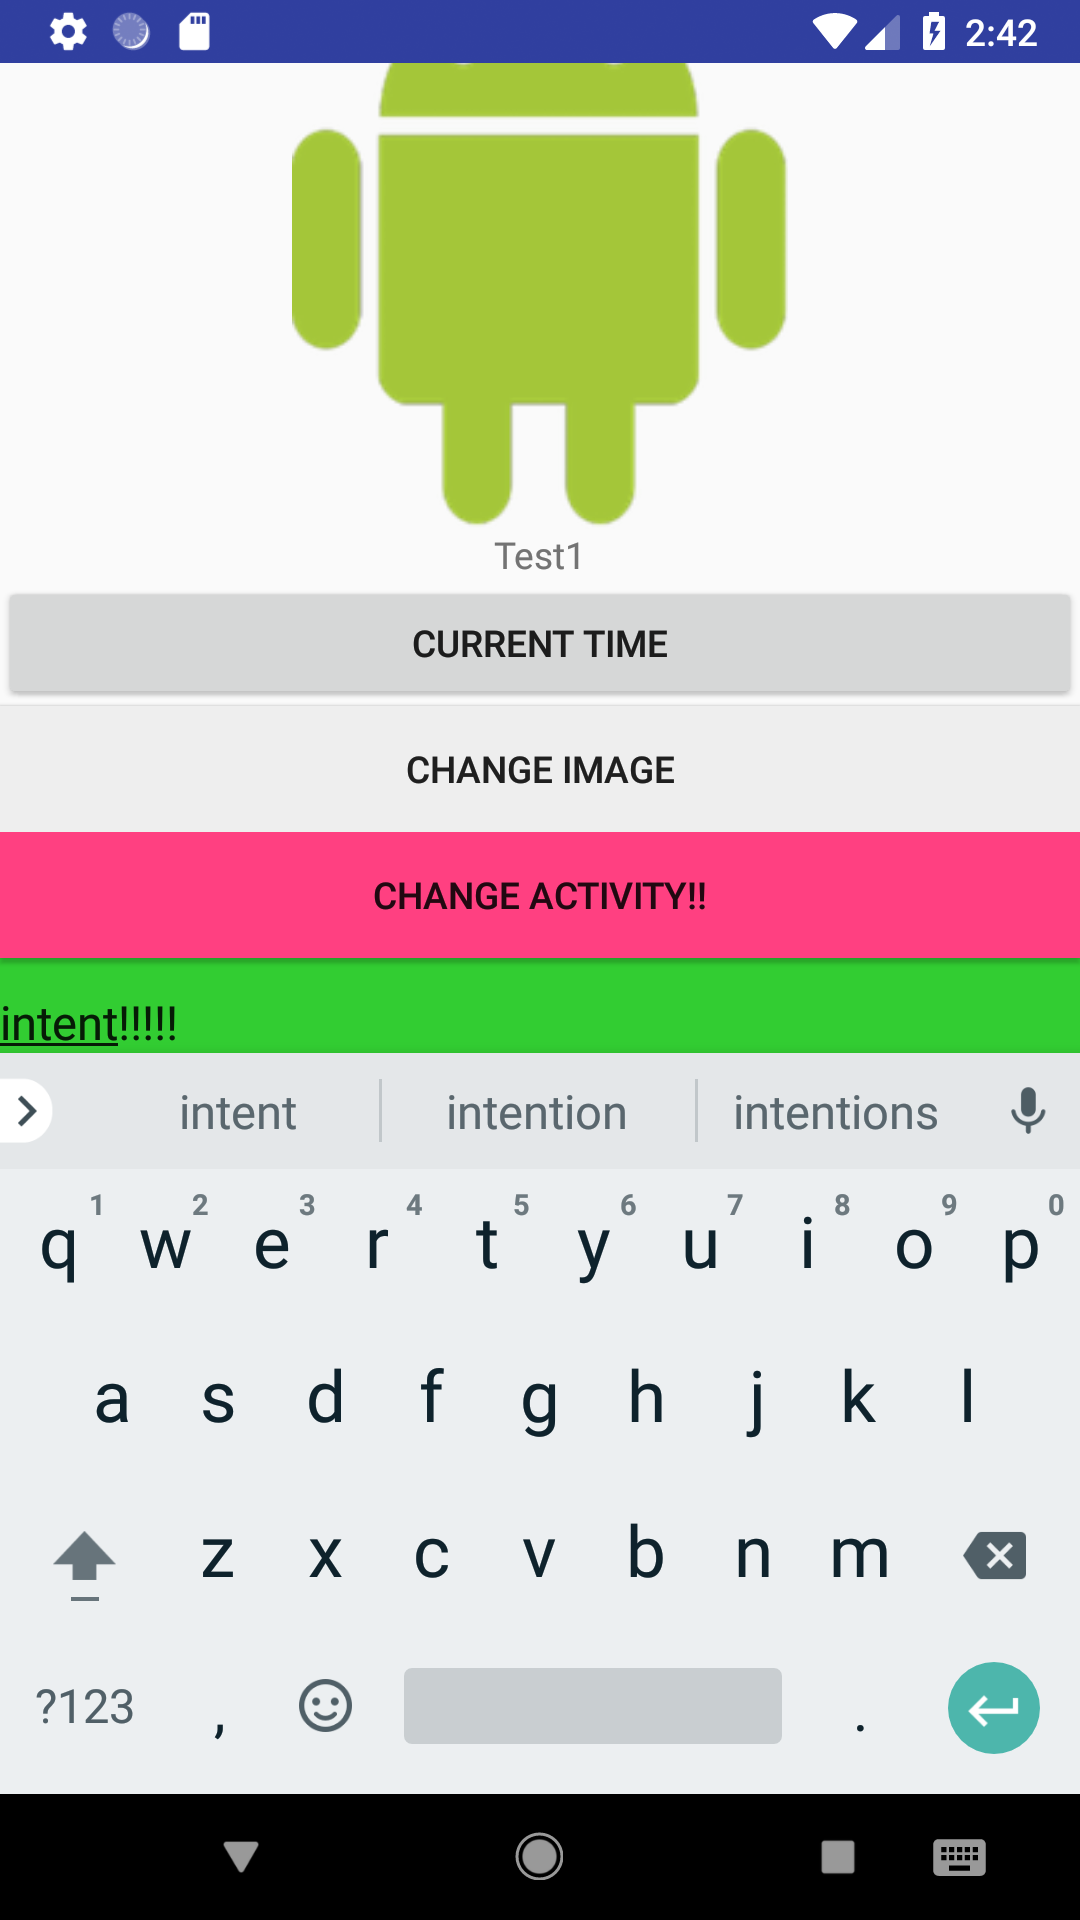 2:42
Test1
CURRENT TIME
CHANGE IMAGE
CHANGE ACTIVITY!!
intent!!!!!
intent intention intentions
1 2 3 4 5 6 7 8 9 0
q w e r t y u i o p
a s d f g h j k l
z x c v b n m
?123 , .